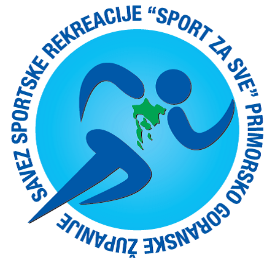 SAVEZ SPORTSKE REKREACIJE “SPORT ZA SVE” PRIMORSKO GORANSKE ŽUPANIJE